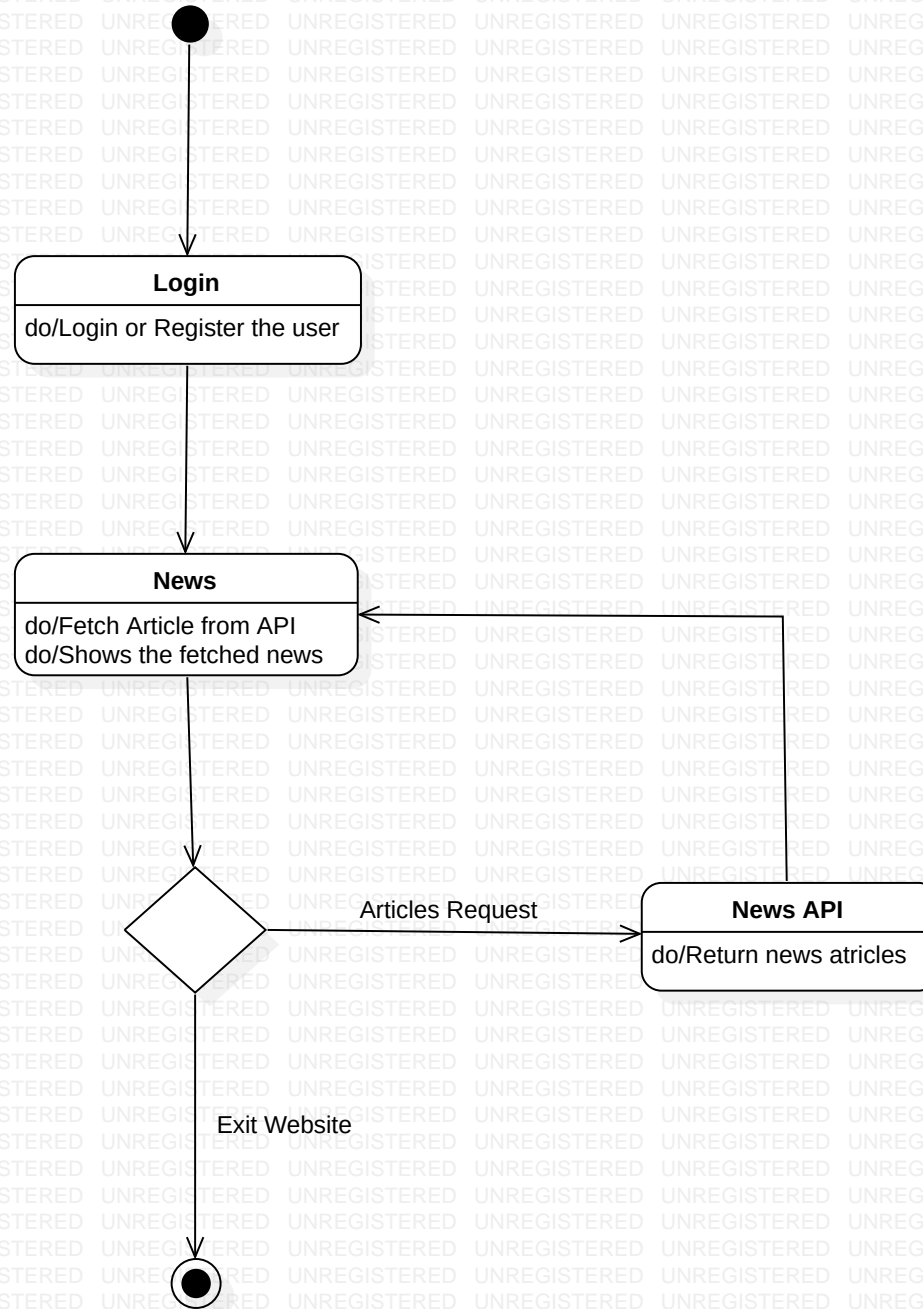 Login
do/Login or Register the user
News
do/Fetch Article from API
do/Shows the fetched news
Articles Request
News API
do/Return news atricles
Exit Website
UNREGISTERED